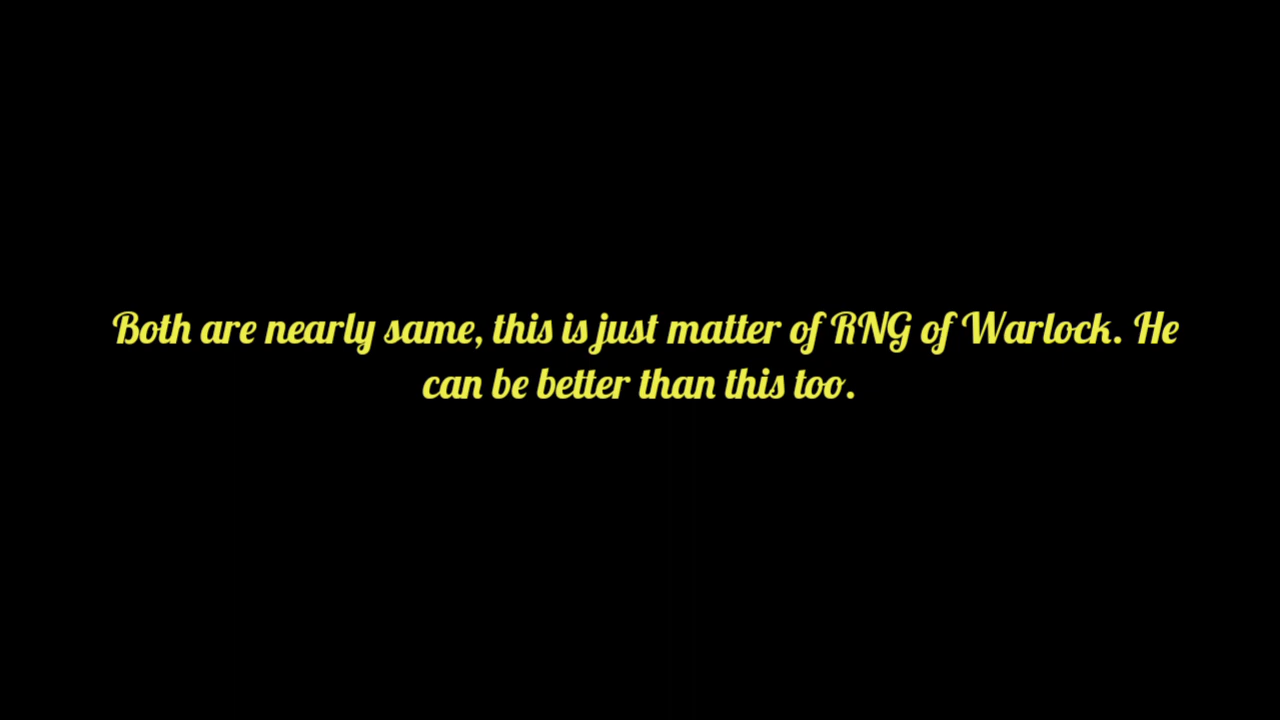 Both are nearly same, this is just matter of RNG of Warlock. He
can be better than this too.